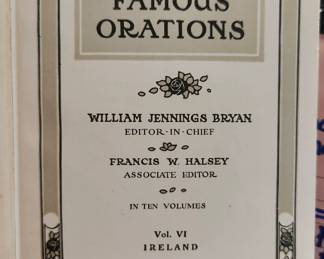 FAMOUS
ORATIONS
WILLIAM JENNINGS BRYAN
EDITOR·IN·CHIEF
FRANCIS W. HALSEY
ASSOCIATE EDITOR
IN TEN VOLUMES
Vol. VI
IRELAND